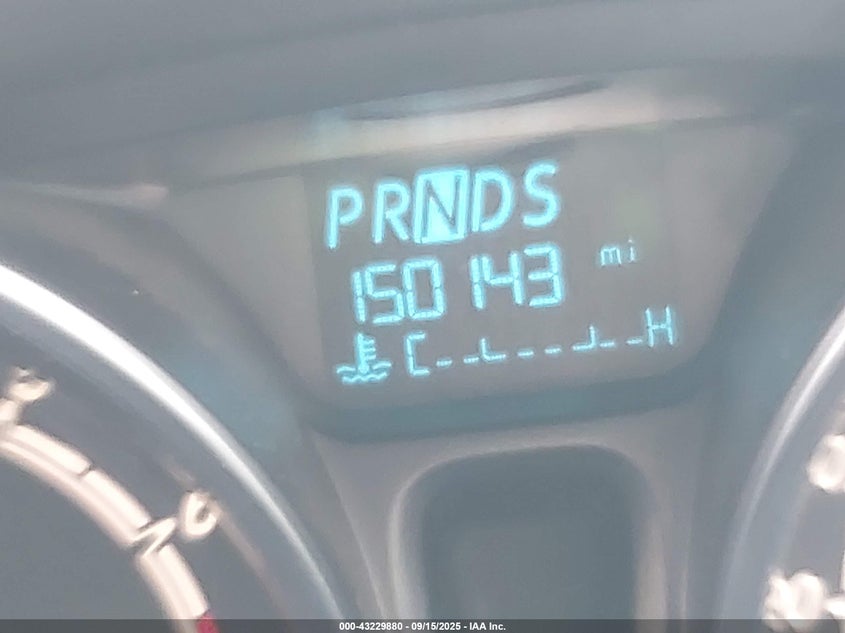 PRNDS
150143 mi
C H
000-43229880 - 09/15/2025 - IAA Inc.